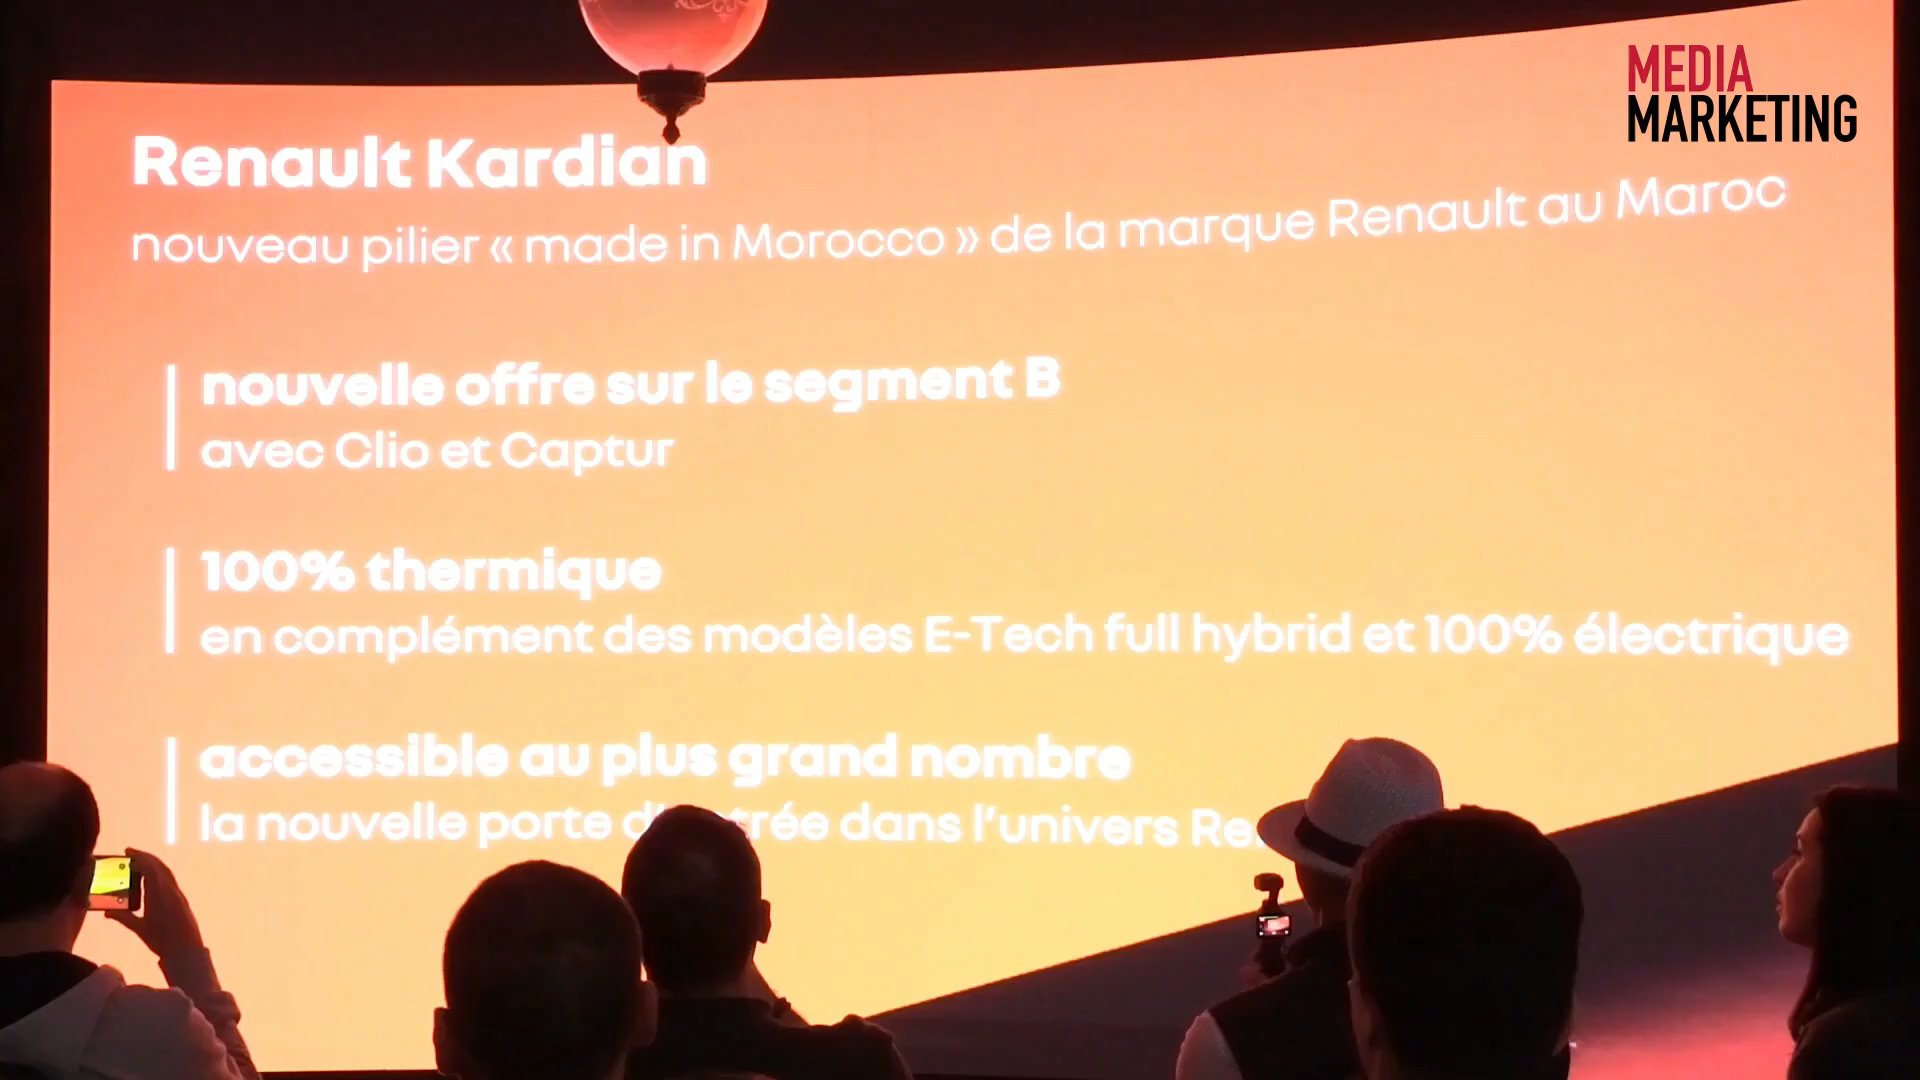 MEDIA
MARKETING
Renault Kardian
nouveau pilier « made in Morocco » de la marque Renault au Maroc
nouvelle offre sur le segment B
avec Clio et Captur
100% thermique
en complément des modèles E-Tech full hybrid et 100% électrique
accessible au plus grand nombre
la nouvelle porte dans l'univers